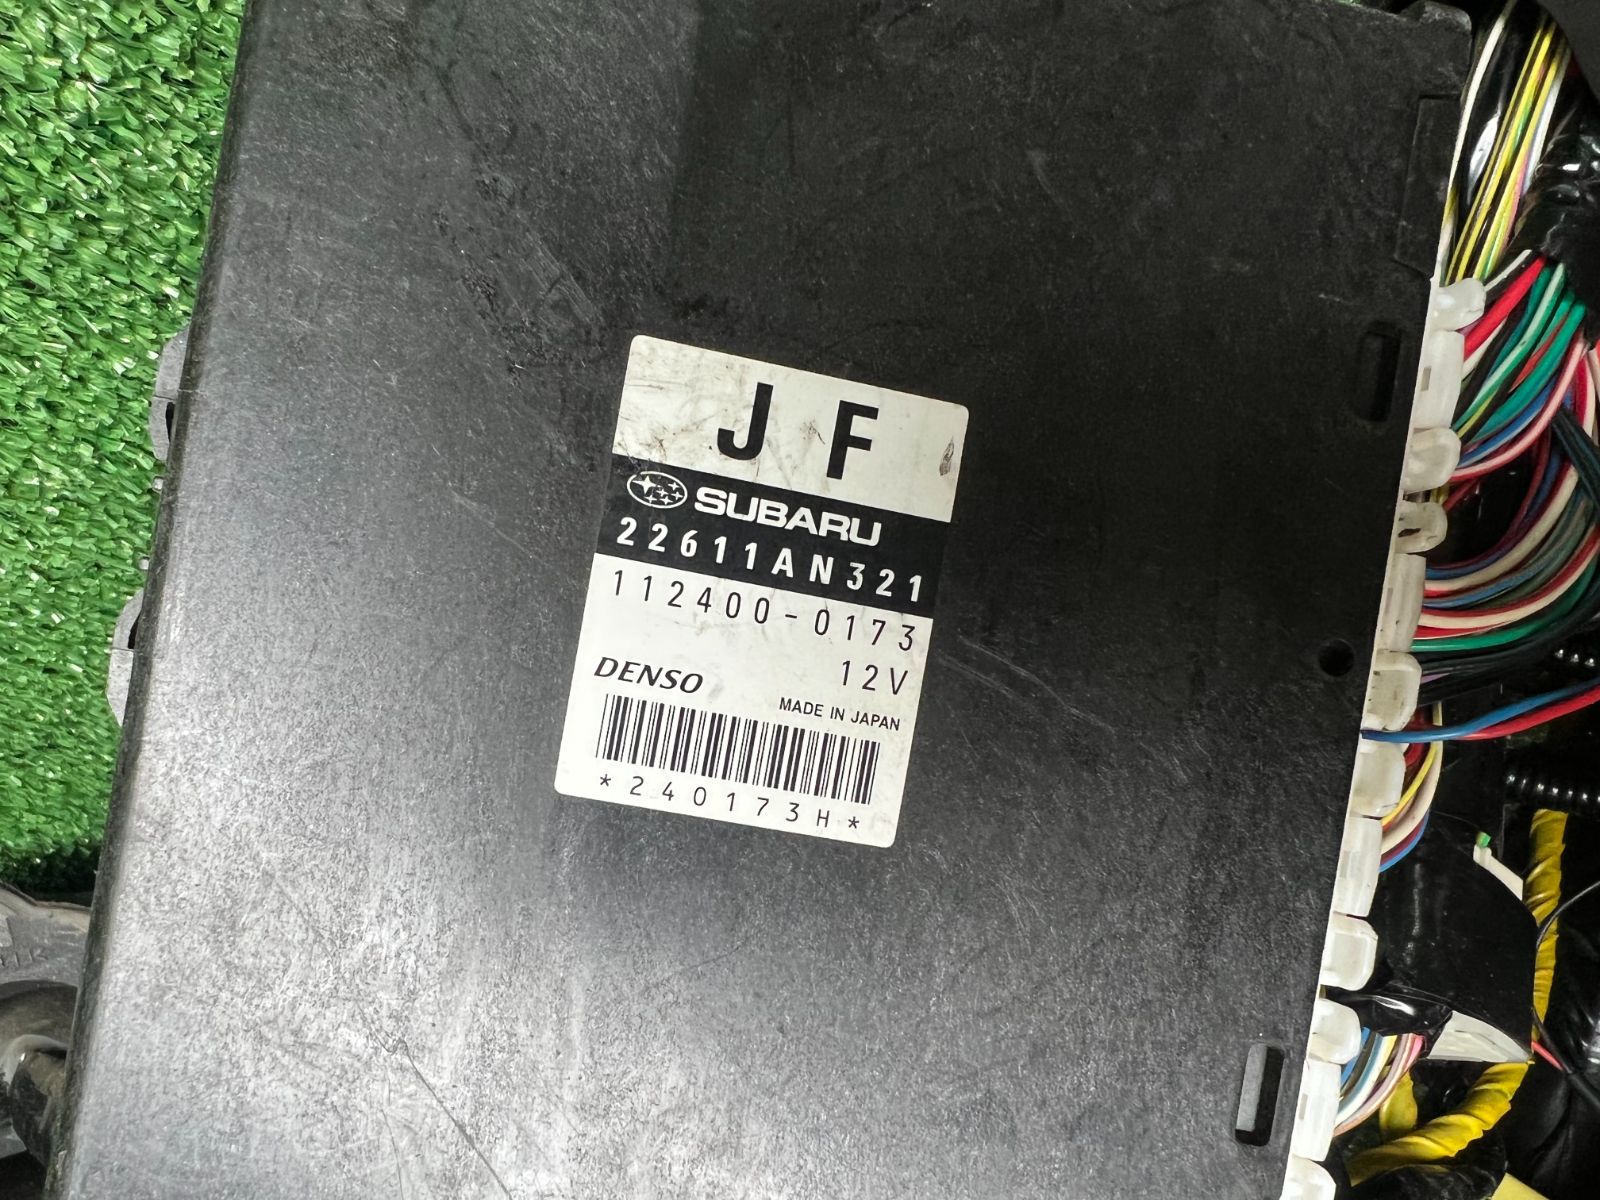 J F
SUBARU
22611AN321
112400-0173
12V
DENSO
MADE IN JAPAN
*240173H*